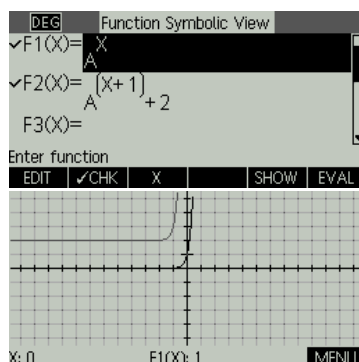 DEG Function Symbolic View
✓F1(X)= A^X
✓F2(X)= A^(X+1)+2
F3(X)=
Enter function
EDIT ✓CHK X SHOW EVAL
X: 0 F1(X): 1 MENU